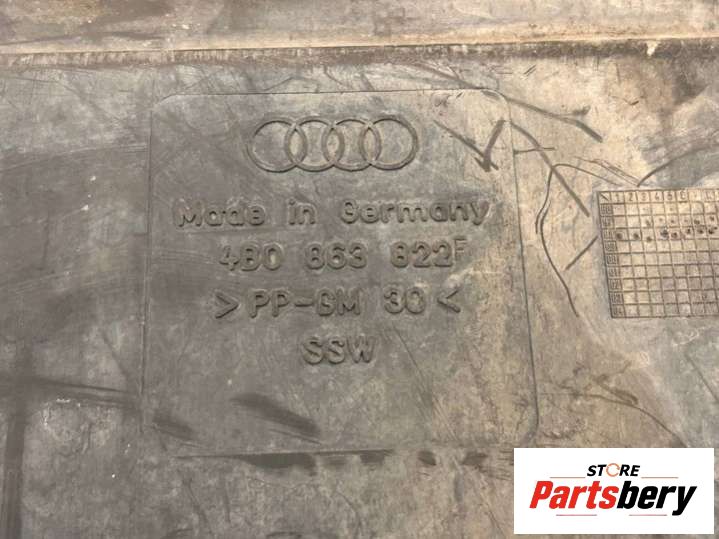 Made in Germany
4B0 863 822F
>PP-GM 30<
SSW
STORE
Partsbery